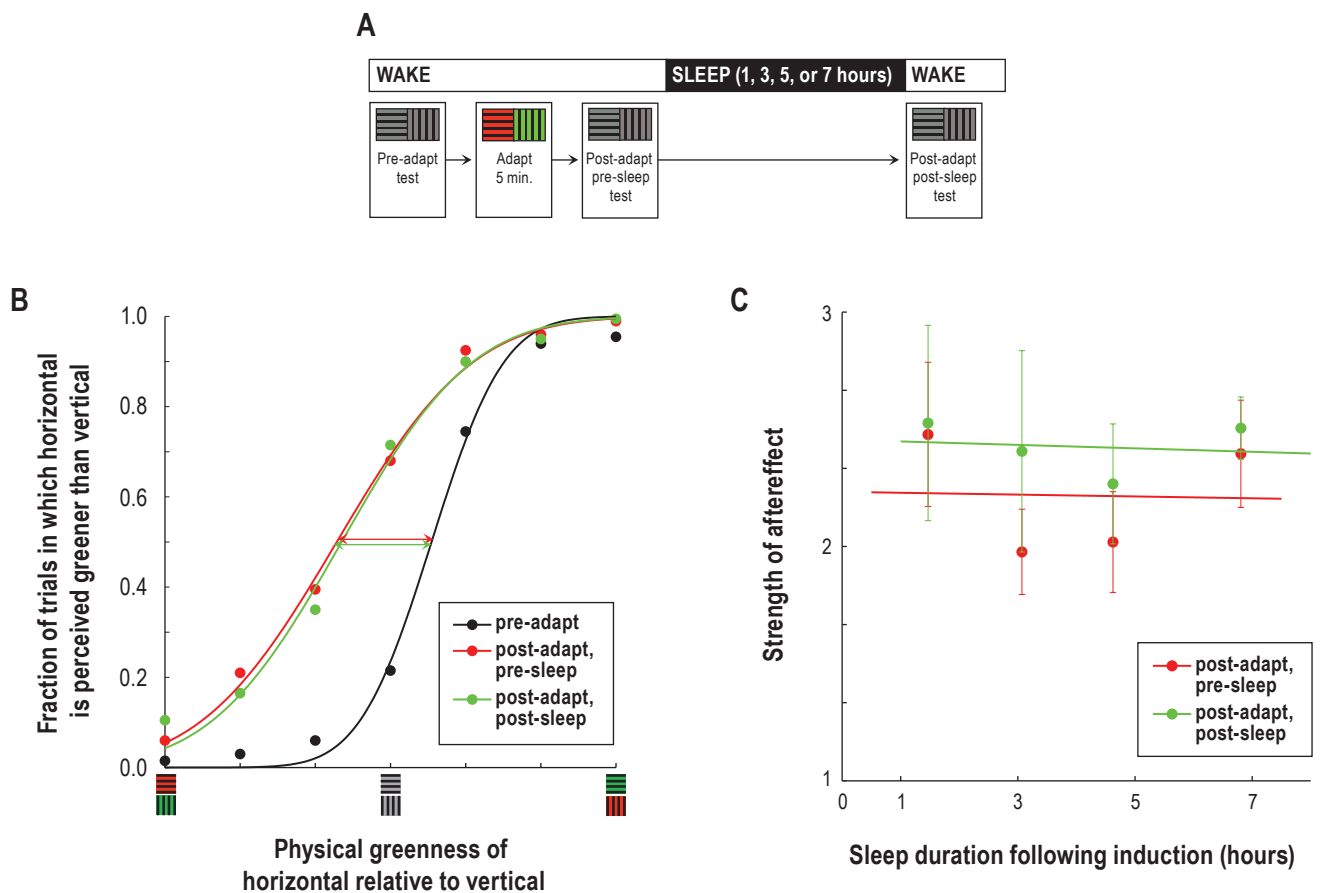 A
WAKE
SLEEP (1, 3, 5, or 7 hours)
WAKE
Pre-adapt
test
Adapt
5 min.
Post-adapt
pre-sleep
test
Post-adapt
post-sleep
test
B
Fraction of trials in which horizontal
is perceived greener than vertical
1.0
0.8
0.6
0.4
0.2
0.0
pre-adapt
post-adapt,
pre-sleep
post-adapt,
post-sleep
Physical greenness of
horizontal relative to vertical
C
Strength of aftereffect
3
2
1
post-adapt,
pre-sleep
post-adapt,
post-sleep
0 1 3 5 7
Sleep duration following induction (hours)